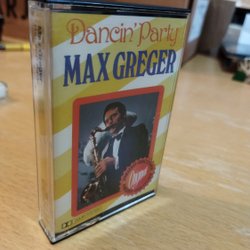 Dancin' Party
MAX GREGER